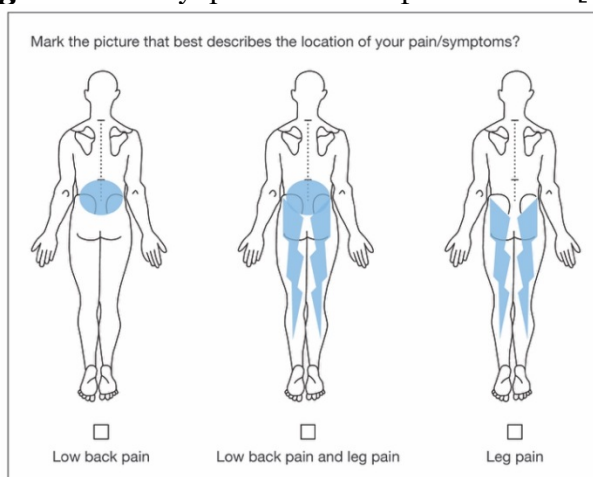 Mark the picture that best describes the location of your pain/symptoms?
Low back pain
Low back pain and leg pain
Leg pain